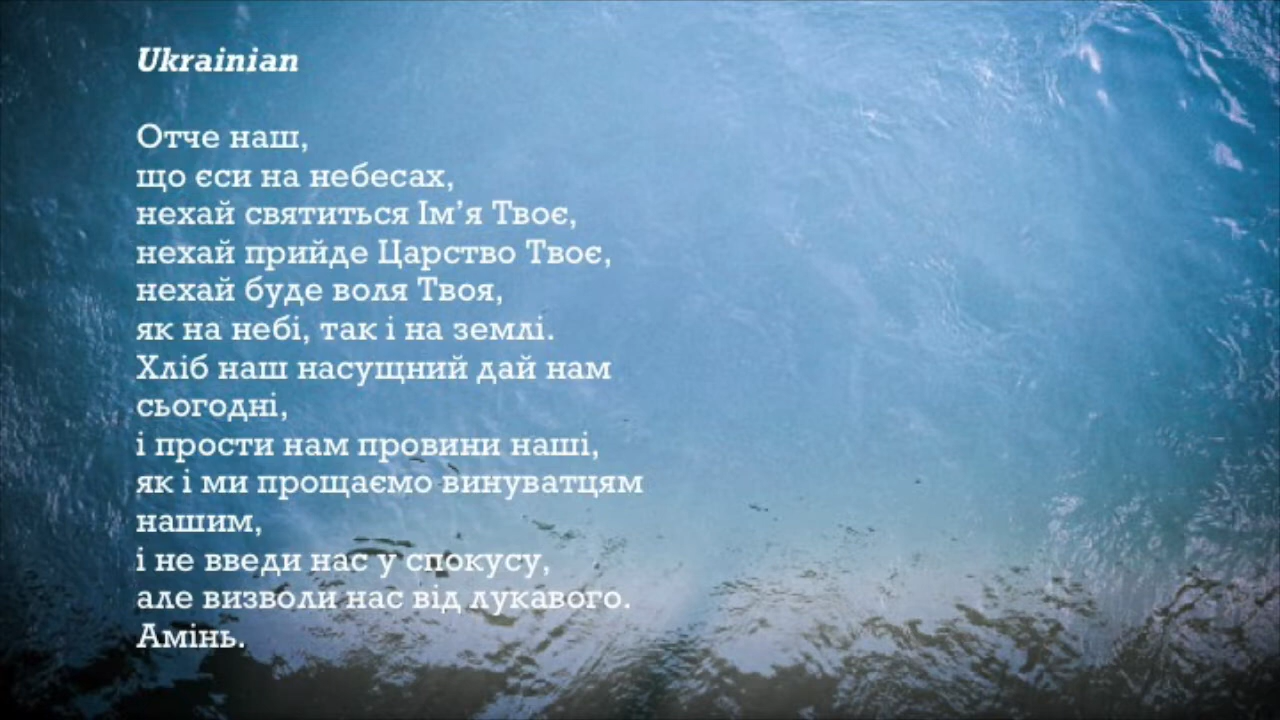 Ukrainian
Отче наш,
що єси на небесах,
нехай святиться Ім’я Твоє,
нехай прийде Царство Твоє,
нехай буде воля Твоя,
як на небі, так і на землі.
Хліб наш насущний дай нам
сьогодні,
і прости нам провини наші,
як і ми прощаємо винуватцям
нашим,
і не введи нас у спокусу,
але визволи нас від лукавого.
Амінь.